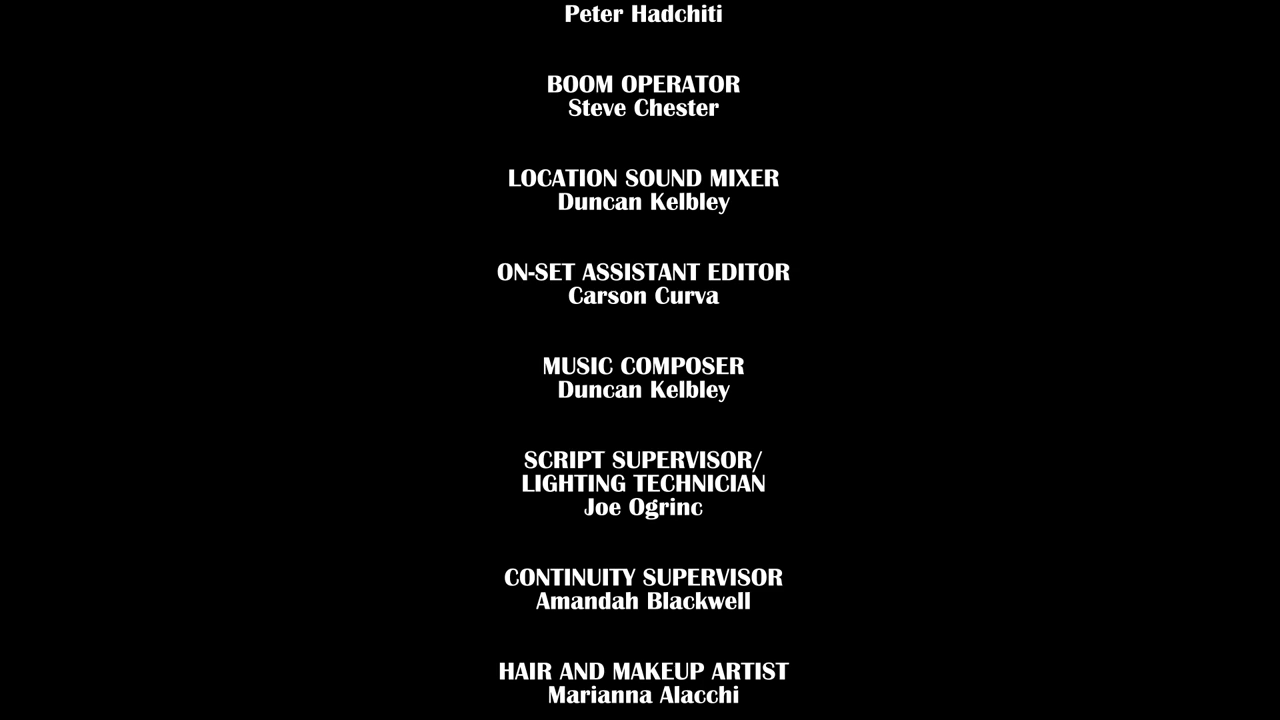 Peter Hadchiti
BOOM OPERATOR
Steve Chester
LOCATION SOUND MIXER
Duncan Kelbley
ON-SET ASSISTANT EDITOR
Carson Curva
MUSIC COMPOSER
Duncan Kelbley
SCRIPT SUPERVISOR/
LIGHTING TECHNICIAN
Joe Ogrinc
CONTINUITY SUPERVISOR
Amandah Blackwell
HAIR AND MAKEUP ARTIST
Marianna Alacchi